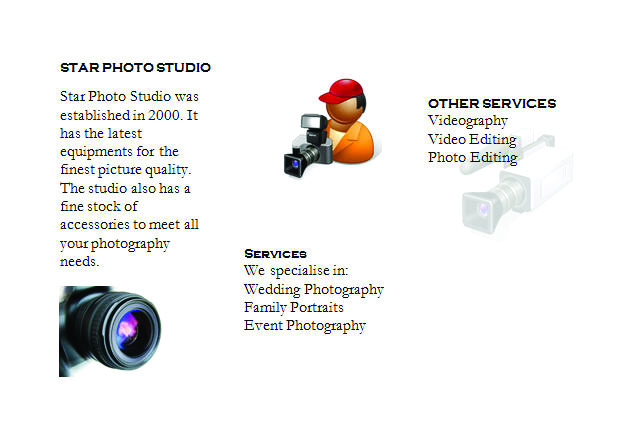 STAR PHOTO STUDIO
Star Photo Studio was
established in 2000. It
has the latest
equipments for the
finest picture quality.
The studio also has a
fine stock of
accessories to meet all
your photography
needs.
Services
We specialise in:
Wedding Photography
Family Portraits
Event Photography
OTHER SERVICES
Videography
Video Editing
Photo Editing